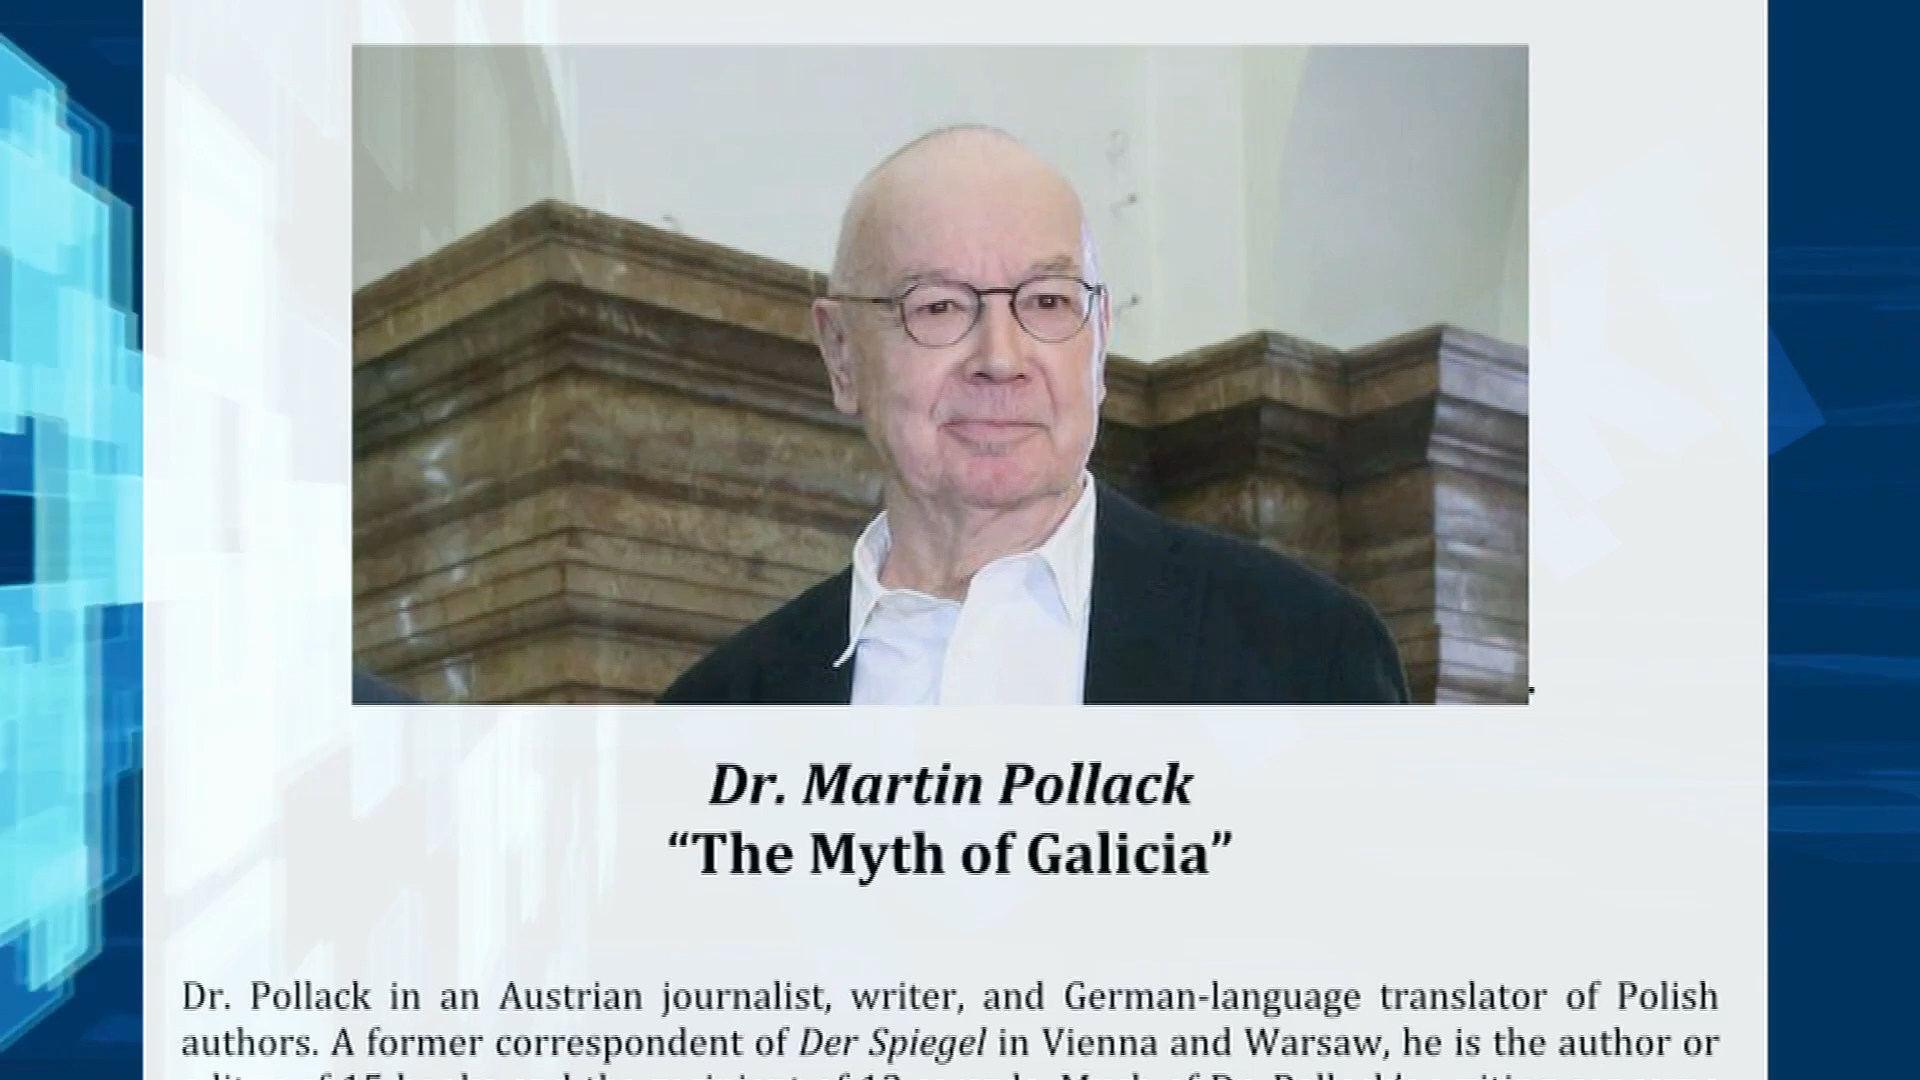 Dr. Martin Pollack
“The Myth of Galicia”
Dr. Pollack in an Austrian journalist, writer, and German-language translator of Polish
authors. A former correspondent of Der Spiegel in Vienna and Warsaw, he is the author or